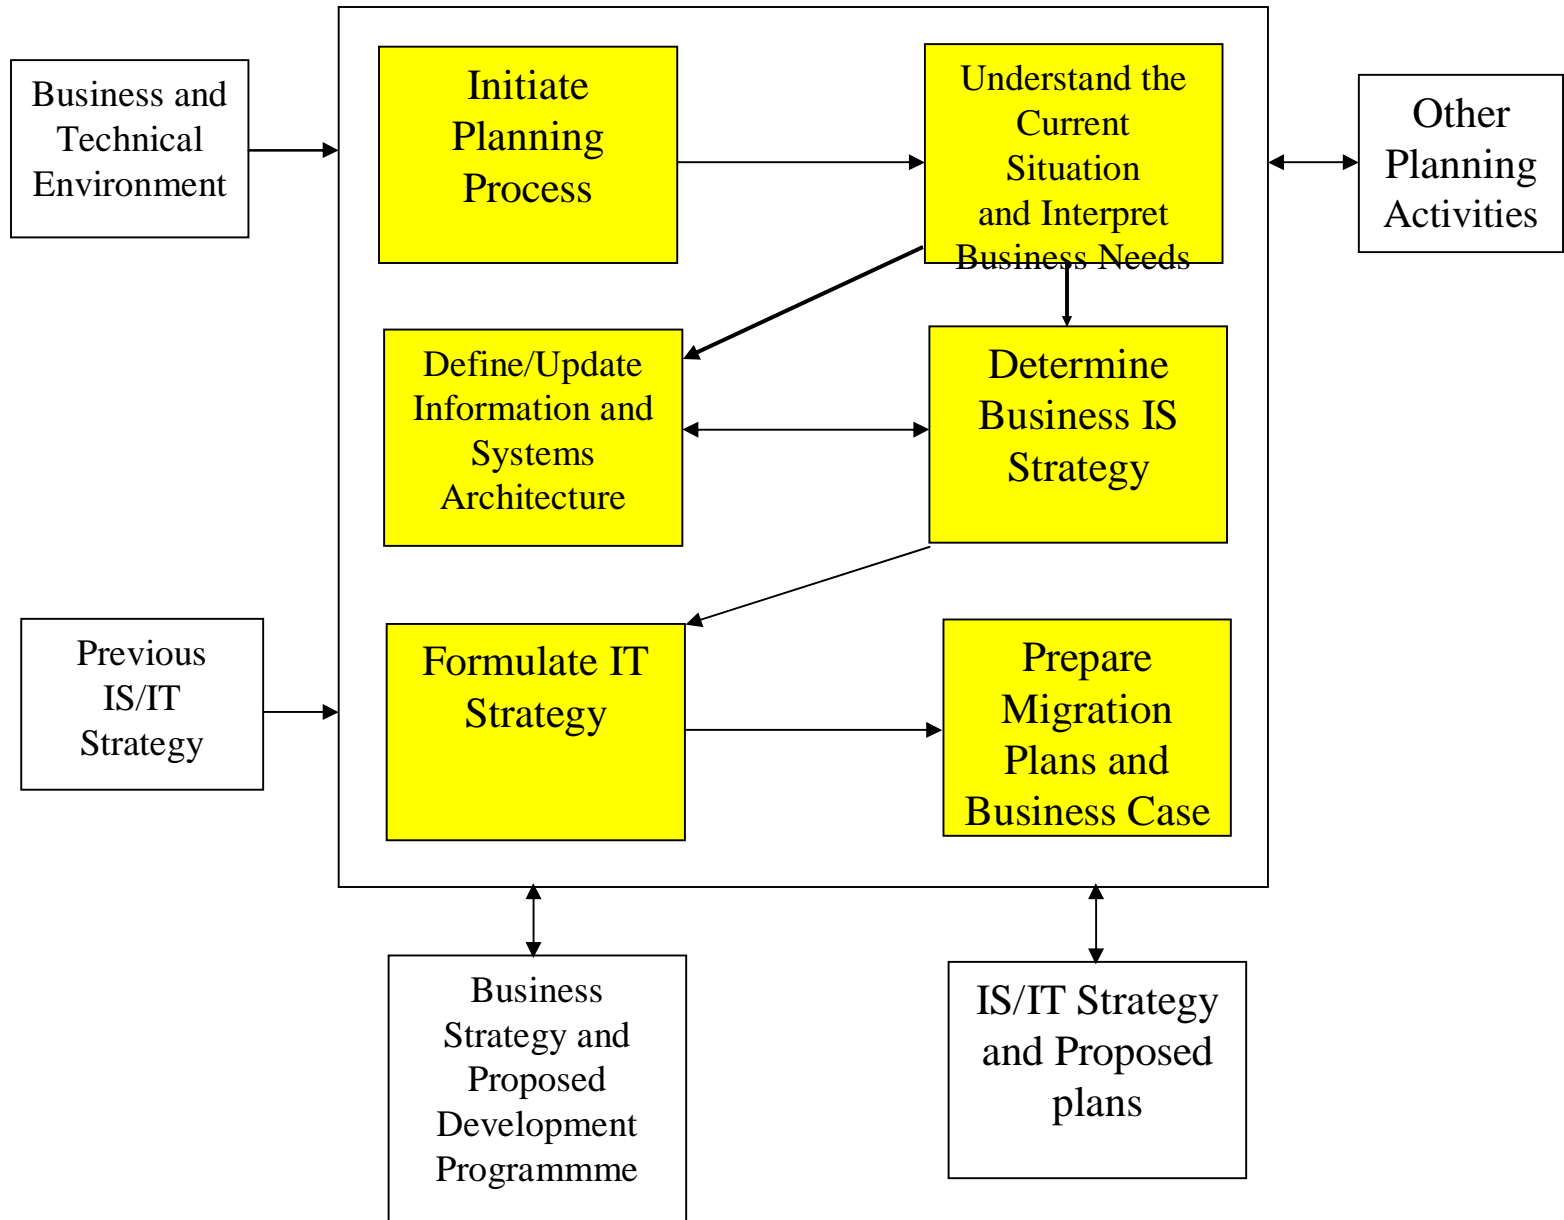 Business and
Technical
Environment
Initiate
Planning
Process
Understand the
Current
Situation
and Interpret
Business Needs
Other
Planning
Activities
Define/Update
Information and
Systems
Architecture
Determine
Business IS
Strategy
Previous
IS/IT
Strategy
Formulate IT
Strategy
Prepare
Migration
Plans and
Business Case
Business
Strategy and
Proposed
Development
Programmme
IS/IT Strategy
and Proposed
plans